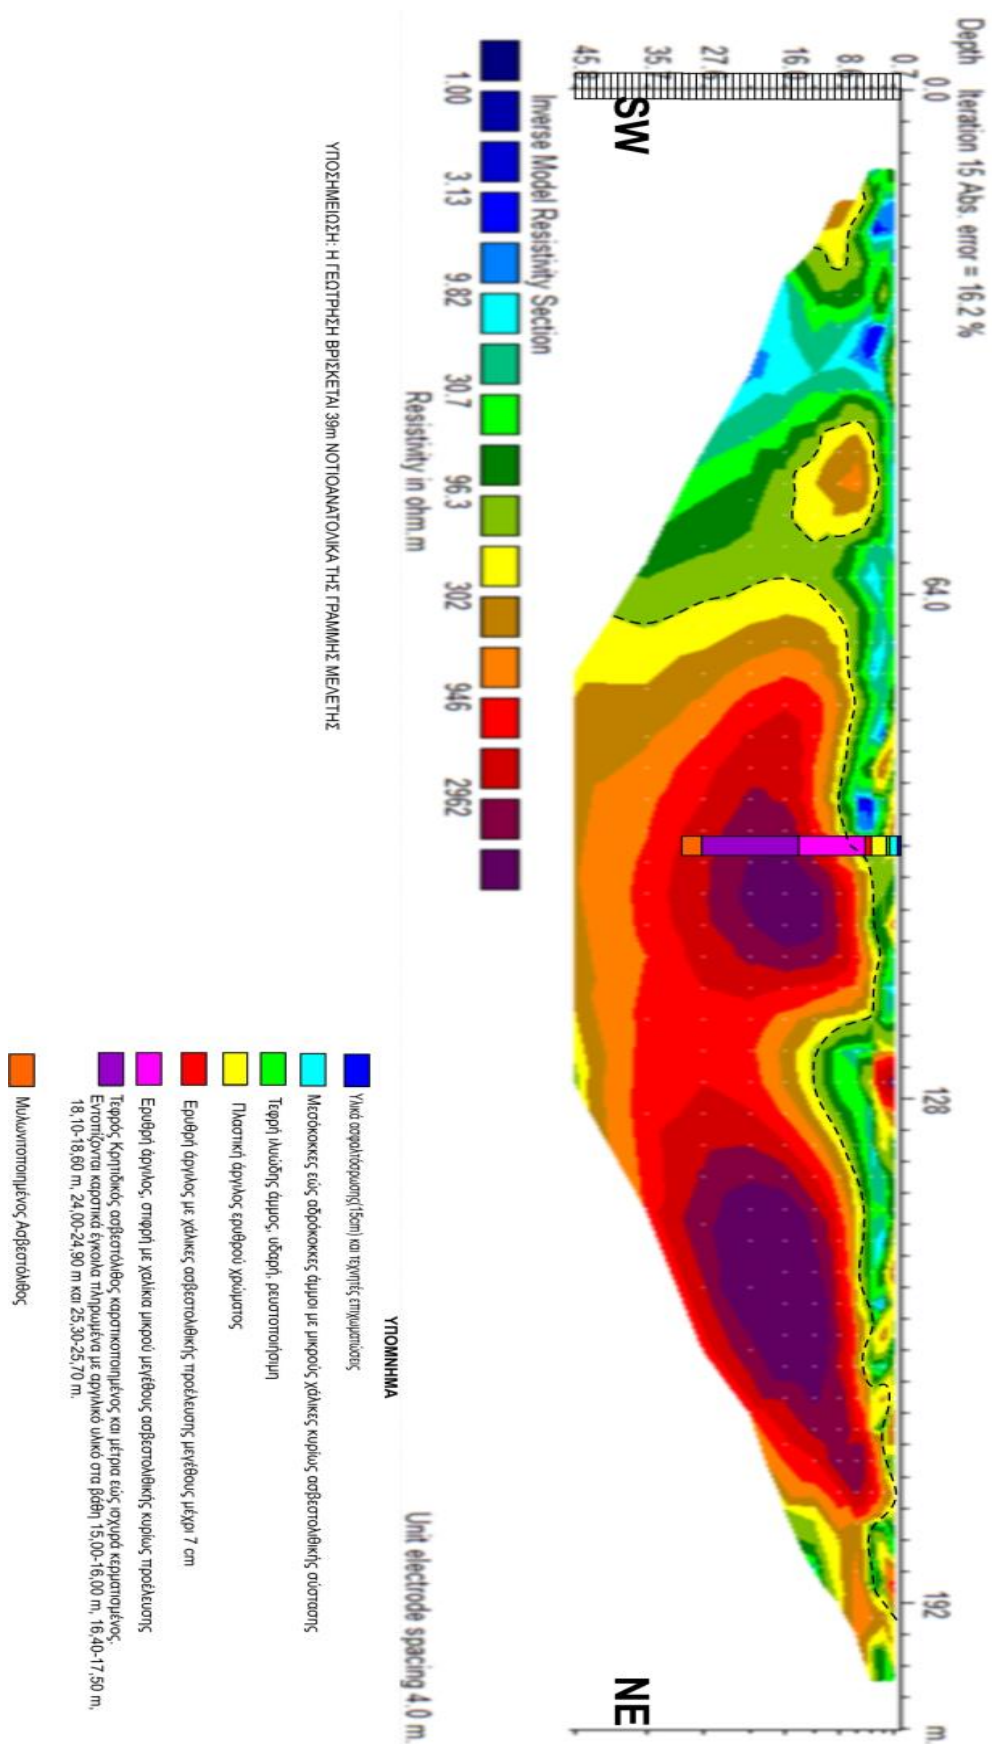 Depth Iteration 15 Abs. error = 16.2 %
0.0 64.0 128 192 m.
0.7
8.6
16.0
27.6
35.7
SW NE
Inverse Model Resistivity Section
1.00 3.13 9.82 30.7 96.3 302 946 2962
Resistivity in ohm.m
Unit electrode spacing 4.0 m.
ΥΠΟΣΗΜΕΙΩΣΗ: Η ΓΕΩΤΡΗΣΗ ΒΡΙΣΚΕΤΑΙ 39m ΝΟΤΙΟΑΝΑΤΟΛΙΚΑ ΤΗΣ ΓΡΑΜΜΗΣ ΜΕΛΕΤΗΣ
ΥΠΟΜΝΗΜΑ
Υλικά ασφαλτόστρωσης(15cm) και τεχνητές επιχωματώσεις
Μεσόκοκκες εώς αδρόκοκκες άμμοι με μικρούς χάλικες κυρίως ασβεστολιθικής σύστασης
Τεφρή ιλυώδης άμμος, υδαρή, ρευστοποιήσιμη
Πλαστική άργιλος ερυθρού χρώματος
Ερυθρή άργιλος με χάλικες ασβεστολιθικής προέλευσης μεγέθους μέχρι 7 cm
Ερυθρή άργιλος, στιφρή με χαλίκια μικρού μεγέθους ασβεστολιθικής κυρίως προέλευσης
Τεφρός Κρητιδικός ασβεστόλιθος καρστικοποιημένος και μέτρια εώς ισχυρά κερματισμένος.
Εντοπίζονται καρστικά έγκοιλα πληρωμένα με αργιλικό υλικό στα βάθη 15,00-16,00 m, 16,40-17,50 m,
18,10-18,60 m, 24,00-24,90 m και 25,30-25,70 m.
Μυλωνιτοποιημένος Ασβεστόλιθος